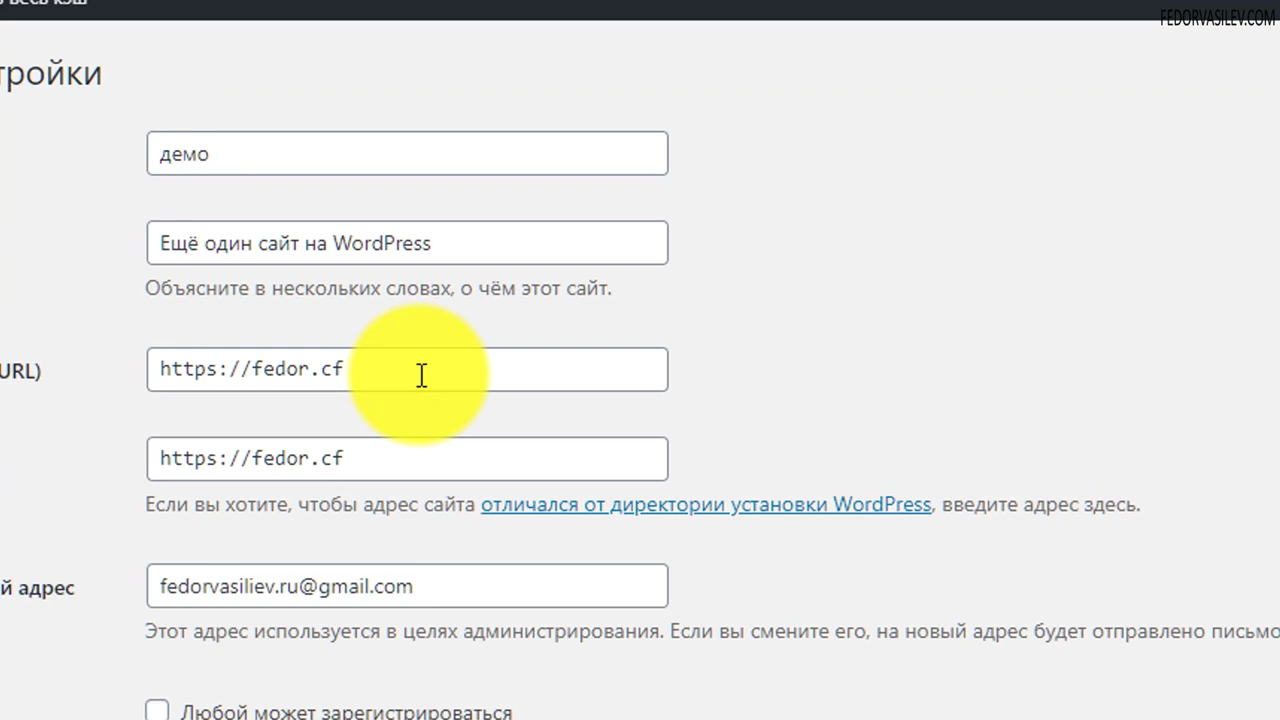 весь кэш
FEDORVASILEV.COM
тройки
демо
Ещё один сайт на WordPress
Объясните в нескольких словах, о чём этот сайт.
URL)
https://fedor.cf
https://fedor.cf
Если вы хотите, чтобы адрес сайта отличался от директории установки WordPress, введите адрес здесь.
й адрес
fedorvasiliev.ru@gmail.com
Этот адрес используется в целях администрирования. Если вы смените его, на новый адрес будет отправлено письмо
Любой может зарегистрироваться